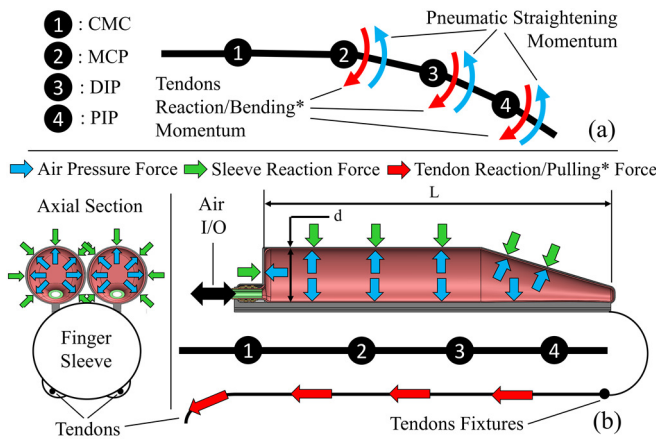 1 : CMC
2 : MCP
3 : DIP
4 : PIP
1
2
3
4
Pneumatic Straightening
Momentum
Tendons
Reaction/Bending*
Momentum
(a)
Air Pressure Force
Sleeve Reaction Force
Tendon Reaction/Pulling* Force
Axial Section
Air
I/O
L
d
Finger
Sleeve
1
2
3
4
Tendons
Tendons Fixtures
(b)